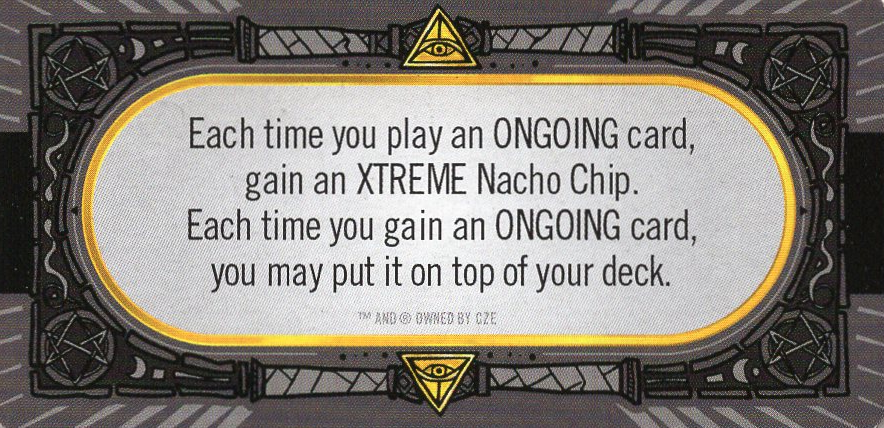 Each time you play an ONGOING card,
gain an XTREME Nacho Chip.
Each time you gain an ONGOING card,
you may put it on top of your deck.
™ AND ® OWNED BY CZE